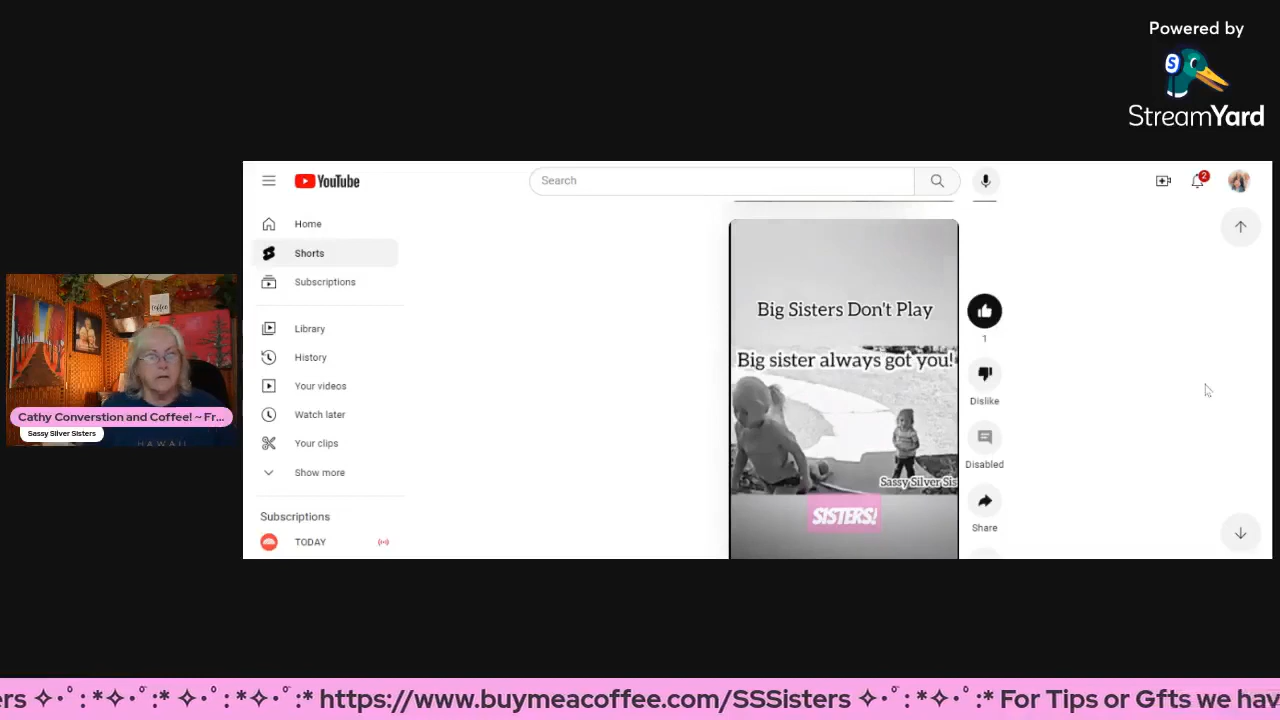 Powered by
StreamYard
YouTube
Search
2
Home
Shorts
Subscriptions
Library
History
Your videos
Watch later
Your clips
Show more
Subscriptions
TODAY
Big Sisters Don't Play
Big sister always got you!
Sassy Silver Sis
SISTERS!
1
Dislike
Disabled
Share
coffee
Cathy Converstion and Coffee! ~ Fr...
Sassy Silver Sisters
HAWAII
ers ✧･ﾟ: *✧･ﾟ:* ✧･ﾟ: *✧･ﾟ:* https://www.buymeacoffee.com/SSSisters ✧･ﾟ: *✧･ﾟ:* For Tips or Gfts we hav